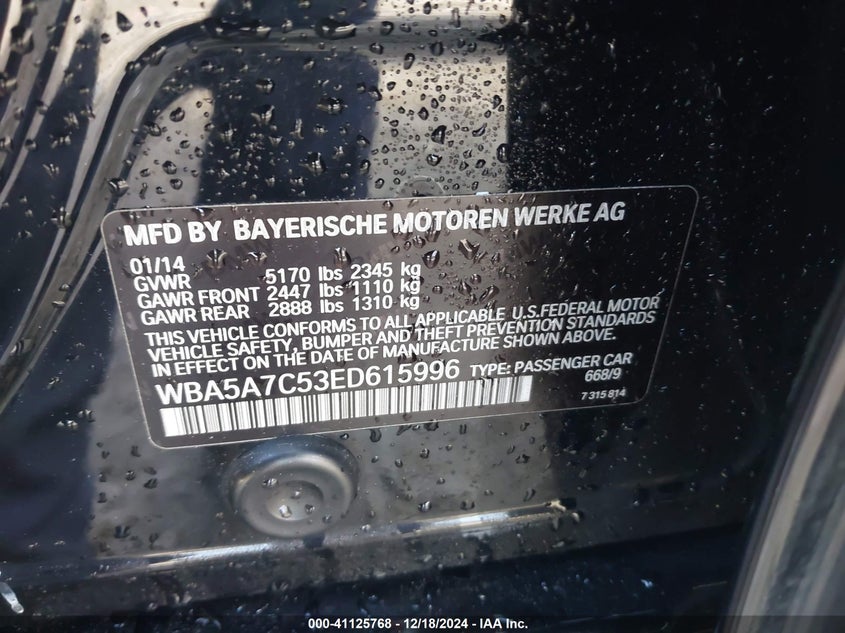 MFD BY BAYERISCHE MOTOREN WERKE AG
01/14
GVWR 5170 lbs 2345 kg
GAWR FRONT 2447 lbs 1110 kg
GAWR REAR 2888 lbs 1310 kg
THIS VEHICLE CONFORMS TO ALL APPLICABLE U.S.FEDERAL MOTOR
VEHICLE SAFETY, BUMPER AND THEFT PREVENTION STANDARDS
IN EFFECT ON THE DATE OF MANUFACTURE SHOWN ABOVE.
WBA5A7C53ED615996 TYPE: PASSENGER CAR
668/9
7 315 814
000-41125768 - 12/18/2024 - IAA Inc.